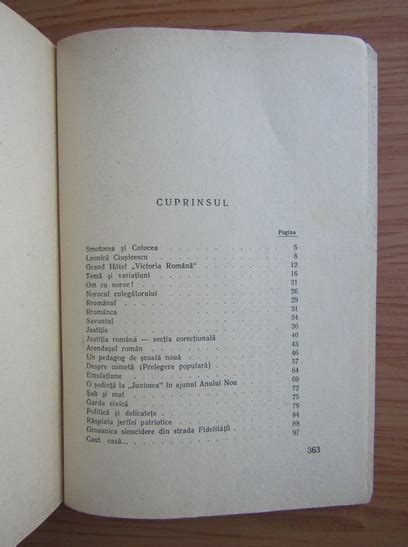 CUPRINSUL
Pagina
Smotocea și Cotocea . . . . . . . . . . 5
Leonică Ciupicescu . . . . . . . . . . 8
Grand Hôtel „Victoria Română“ . . . . . . . . 12
Temă și variațiuni . . . . . . . . . . 16
Om cu noroc! . . . . . . . . . . 21
Norocul culegătorului . . . . . . . . . . 26
Rromânul . . . . . . . . . . 29
Rromânca . . . . . . . . . . 31
Savantul . . . . . . . . . . 34
Justiție . . . . . . . . . . 36
Justiția română — secția corecțională . . . . . . 40
Arendașul român . . . . . . . . . . 43
Un pedagog de școală nouă . . . . . . . . 46
Despre cometă (Prelegere populară) . . . . . . 57
Emulațiune . . . . . . . . . . 64
O ședință la „Junimea“ în ajunul Anului Nou . . . . 69
Șah și mat . . . . . . . . . . 72
Garda civică . . . . . . . . . . 75
Politică și delicatețe . . . . . . . . . . 79
Răsplata jertfei patriotice . . . . . . . . 84
Groasnica sinucidere din strada Fidelității . . . . . 88
Caut casă... . . . . . . . . . . 97
363